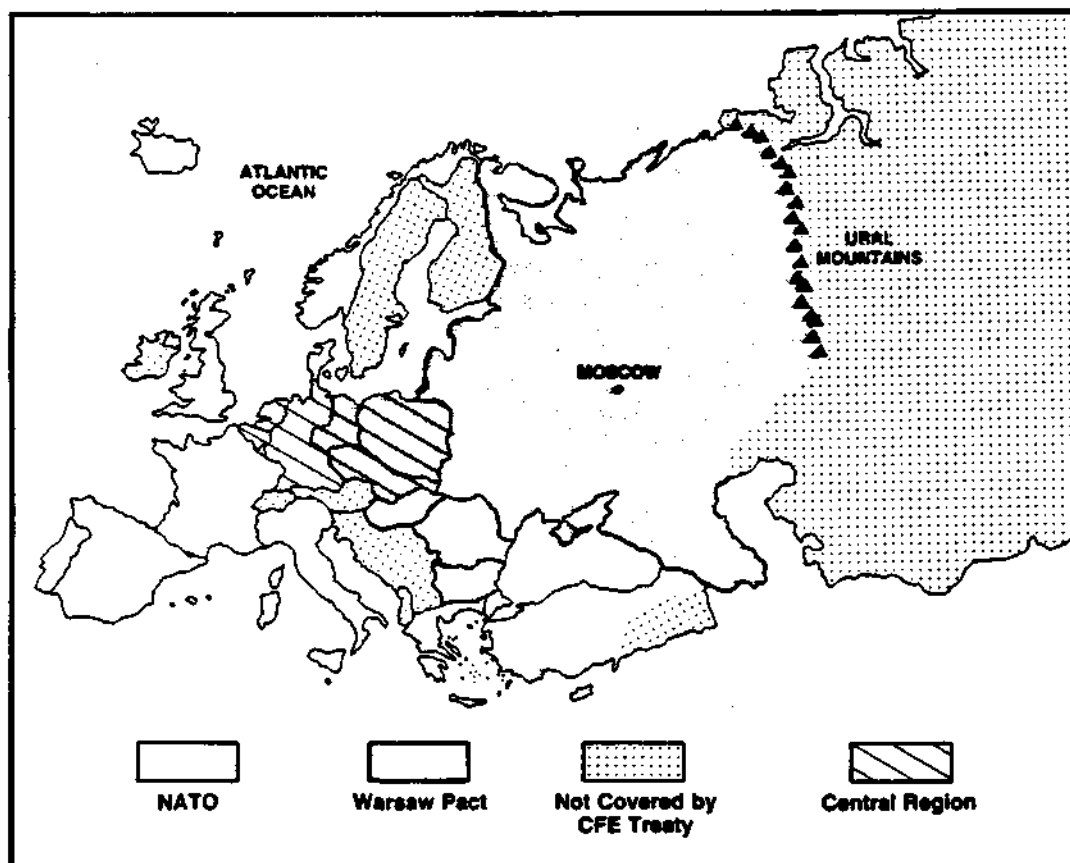 ATLANTIC
OCEAN
URAL
MOUNTAINS
MOSCOW
NATO
Warsaw Pact
Not Covered by
CFE Treaty
Central Region